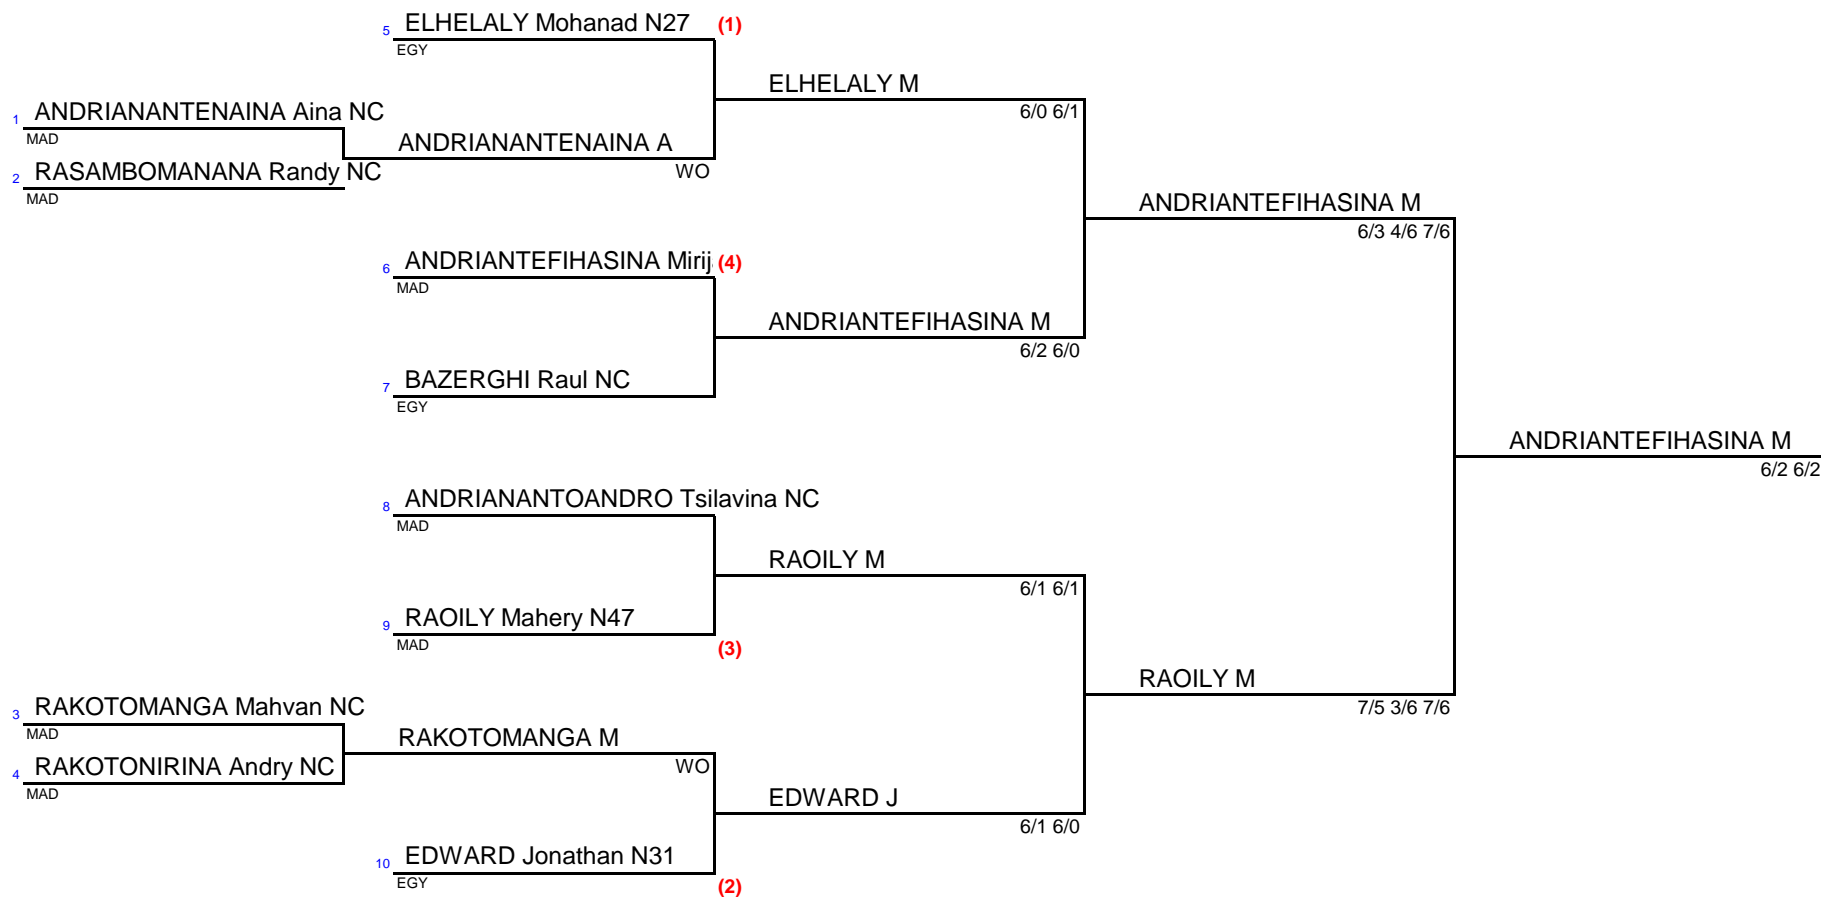 5 ELHELALY Mohanad N27 (1)
EGY
ELHELALY M
6/0 6/1
1 ANDRIANANTENAINA Aina NC
MAD
ANDRIANANTENAINA A
WO
2 RASAMBOMANANA Randy NC
MAD
ANDRIANTEFIHASINA M
6/3 4/6 7/6
6 ANDRIANTEFIHASINA Mirij (4)
MAD
ANDRIANTEFIHASINA M
6/2 6/0
7 BAZERGHI Raul NC
EGY
ANDRIANTEFIHASINA M
6/2 6/2
8 ANDRIANANTOANDRO Tsilavina NC
MAD
RAOILY M
6/1 6/1
9 RAOILY Mahery N47
MAD
(3)
RAOILY M
7/5 3/6 7/6
3 RAKOTOMANGA Mahvan NC
MAD
RAKOTOMANGA M
WO
4 RAKOTONIRINA Andry NC
MAD
EDWARD J
6/1 6/0
10 EDWARD Jonathan N31
EGY
(2)